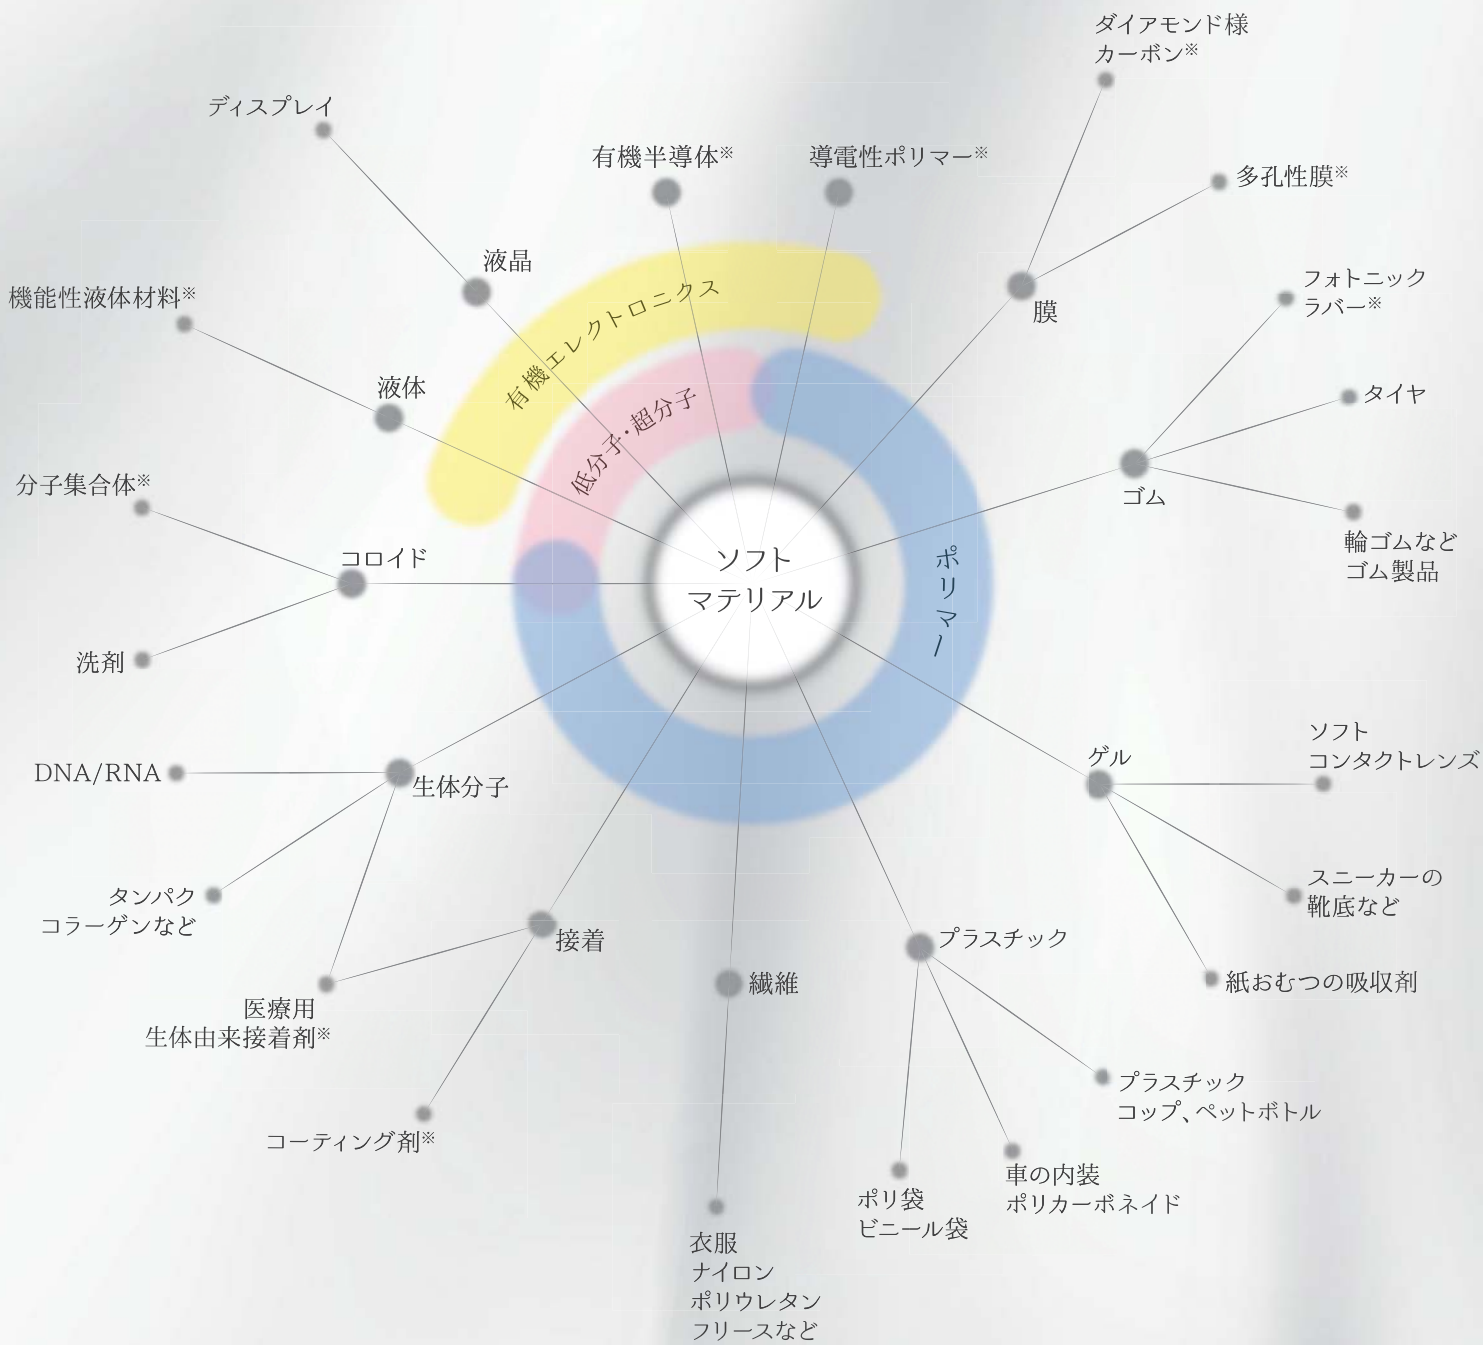 ダイアモンド様
カーボン※
ディスプレイ
有機半導体※
導電性ポリマー※
多孔性膜※
液晶
機能性液体材料※
膜
フォトニック
ラバー※
有機エレクトロニクス
液体
低分子・超分子
タイヤ
分子集合体※
ゴム
コロイド
ソフト
マテリアル
ポリマー
輪ゴムなど
ゴム製品
洗剤
DNA/RNA
生体分子
ゲル
ソフト
コンタクトレンズ
タンパク
コラーゲンなど
スニーカーの
靴底など
接着
プラスチック
繊維
紙おむつの吸収剤
医療用
生体由来接着剤※
プラスチック
コップ、ペットボトル
コーティング剤※
車の内装
ポリカーボネイド
ポリ袋
ビニール袋
衣服
ナイロン
ポリウレタン
フリースなど